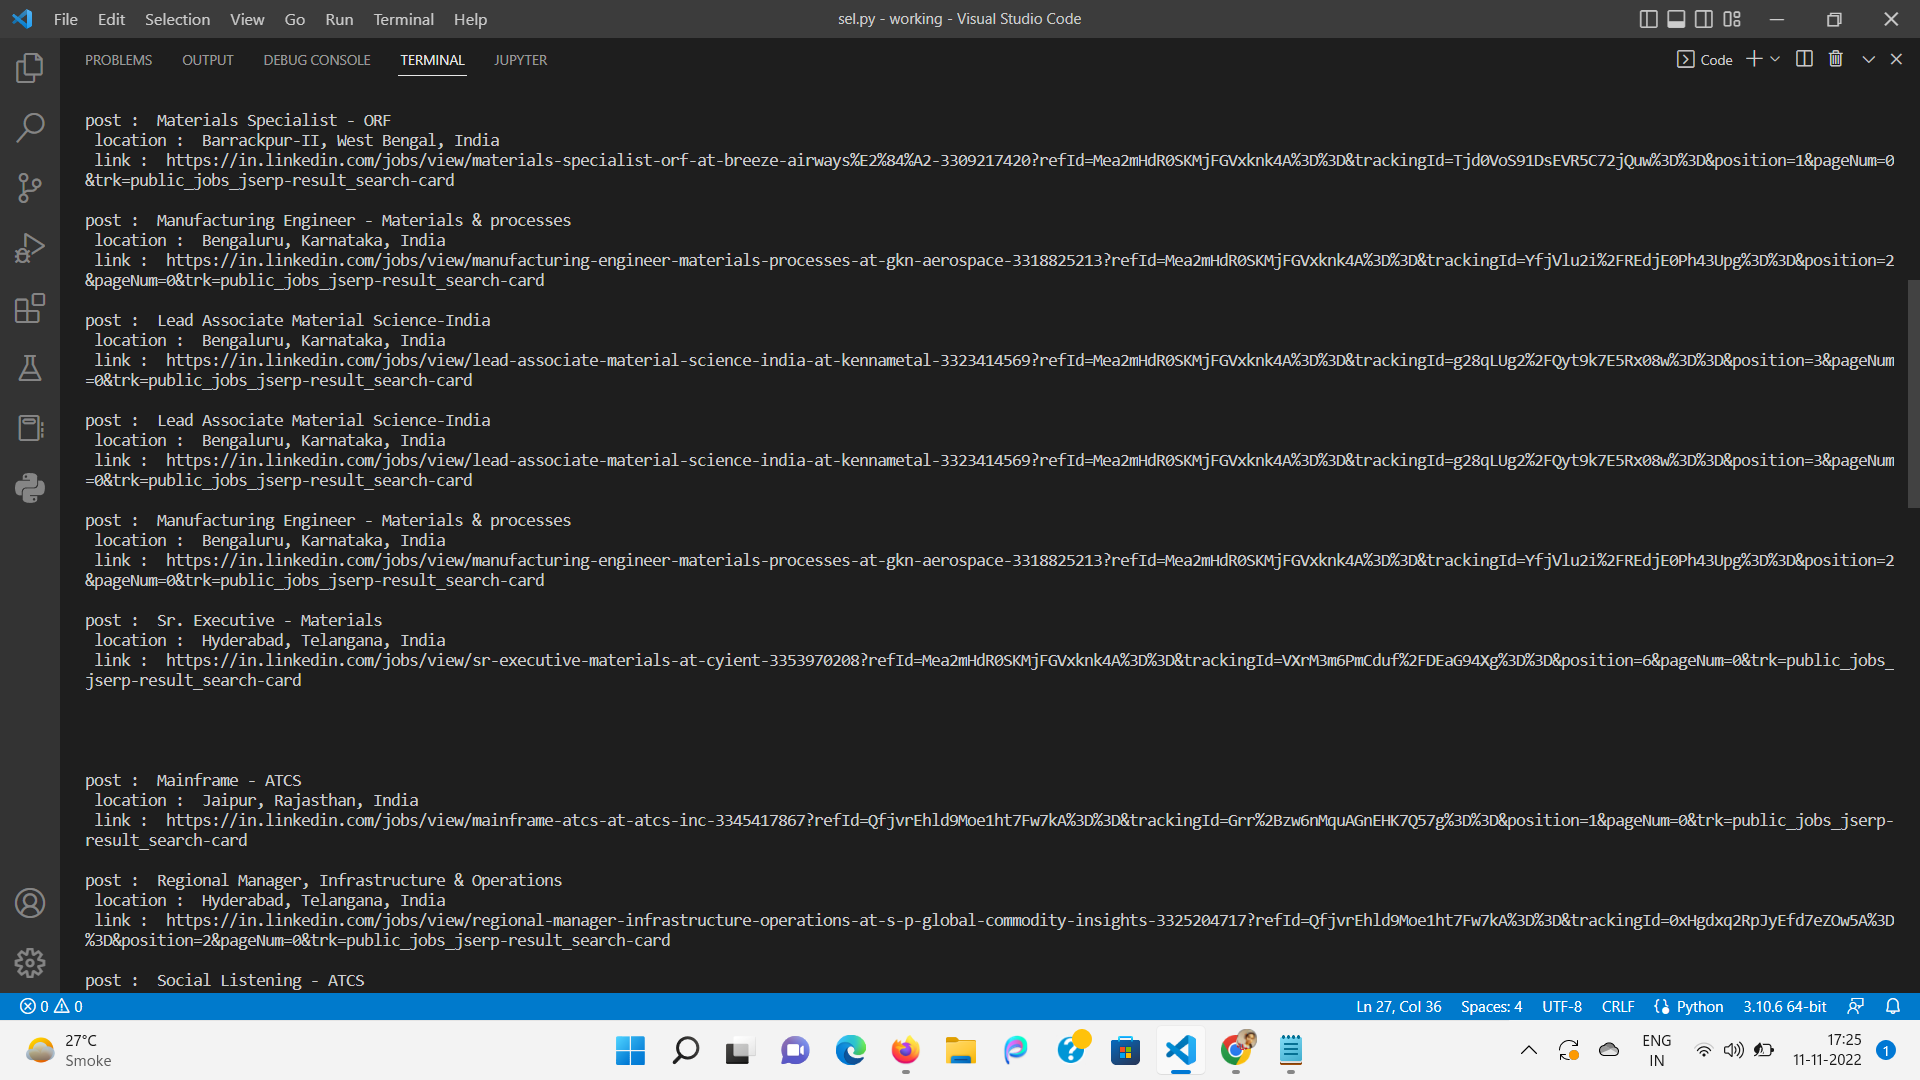 File Edit Selection View Go Run Terminal Help
sel.py - working - Visual Studio Code
PROBLEMS OUTPUT DEBUG CONSOLE TERMINAL JUPYTER
Code
post :  Materials Specialist - ORF
 location :  Barrackpur-II, West Bengal, India
 link :  https://in.linkedin.com/jobs/view/materials-specialist-orf-at-breeze-airways%E2%84%A2-3309217420?refId=Mea2mHdR0SKMjFGVxknk4A%3D%3D&trackingId=Tjd0VoS91DsEVR5C72jQuw%3D%3D&position=1&pageNum=0
&trk=public_jobs_jserp-result_search-card
post :  Manufacturing Engineer - Materials & processes
 location :  Bengaluru, Karnataka, India
 link :  https://in.linkedin.com/jobs/view/manufacturing-engineer-materials-processes-at-gkn-aerospace-3318825213?refId=Mea2mHdR0SKMjFGVxknk4A%3D%3D&trackingId=YfjVlu2i%2FREdjE0Ph43Upg%3D%3D&position=2
&pageNum=0&trk=public_jobs_jserp-result_search-card
post :  Lead Associate Material Science-India
 location :  Bengaluru, Karnataka, India
 link :  https://in.linkedin.com/jobs/view/lead-associate-material-science-india-at-kennametal-3323414569?refId=Mea2mHdR0SKMjFGVxknk4A%3D%3D&trackingId=g28qLUg2%2FQyt9k7E5Rx08w%3D%3D&position=3&pageNum
=0&trk=public_jobs_jserp-result_search-card
post :  Lead Associate Material Science-India
 location :  Bengaluru, Karnataka, India
 link :  https://in.linkedin.com/jobs/view/lead-associate-material-science-india-at-kennametal-3323414569?refId=Mea2mHdR0SKMjFGVxknk4A%3D%3D&trackingId=g28qLUg2%2FQyt9k7E5Rx08w%3D%3D&position=3&pageNum
=0&trk=public_jobs_jserp-result_search-card
post :  Manufacturing Engineer - Materials & processes
 location :  Bengaluru, Karnataka, India
 link :  https://in.linkedin.com/jobs/view/manufacturing-engineer-materials-processes-at-gkn-aerospace-3318825213?refId=Mea2mHdR0SKMjFGVxknk4A%3D%3D&trackingId=YfjVlu2i%2FREdjE0Ph43Upg%3D%3D&position=2
&pageNum=0&trk=public_jobs_jserp-result_search-card
post :  Sr. Executive - Materials
 location :  Hyderabad, Telangana, India
 link :  https://in.linkedin.com/jobs/view/sr-executive-materials-at-cyient-3353970208?refId=Mea2mHdR0SKMjFGVxknk4A%3D%3D&trackingId=VXrM3m6PmCduf%2FDEaG94Xg%3D%3D&position=6&pageNum=0&trk=public_jobs_
jserp-result_search-card
post :  Mainframe - ATCS
 location :  Jaipur, Rajasthan, India
 link :  https://in.linkedin.com/jobs/view/mainframe-atcs-at-atcs-inc-3345417867?refId=QfjvrEhld9Moe1ht7Fw7kA%3D%3D&trackingId=Grr%2Bzw6nMquAGnEHK7Q57g%3D%3D&position=1&pageNum=0&trk=public_jobs_jserp-
result_search-card
post :  Regional Manager, Infrastructure & Operations
 location :  Hyderabad, Telangana, India
 link :  https://in.linkedin.com/jobs/view/regional-manager-infrastructure-operations-at-s-p-global-commodity-insights-3325204717?refId=QfjvrEhld9Moe1ht7Fw7kA%3D%3D&trackingId=0xHgdxq2RpJyEfd7eZOw5A%3D
%3D&position=2&pageNum=0&trk=public_jobs_jserp-result_search-card
post :  Social Listening - ATCS
0 0 Ln 27, Col 36 Spaces: 4 UTF-8 CRLF Python 3.10.6 64-bit
27°C
Smoke
ENG
IN
17:25
11-11-2022
1